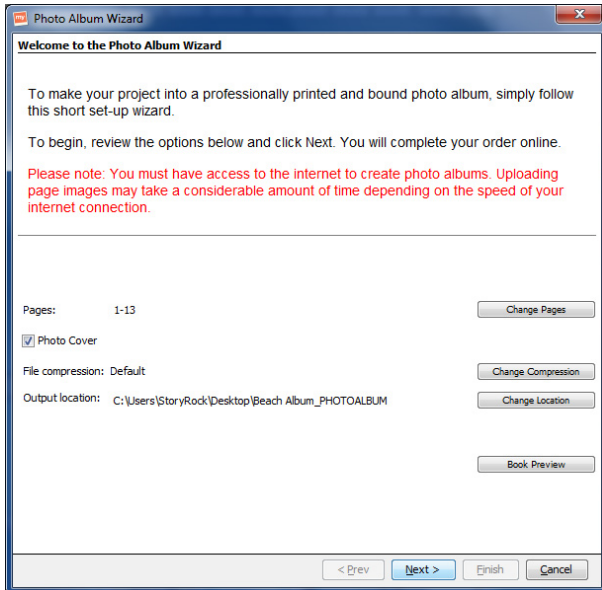 my
Photo Album Wizard
x
Welcome to the Photo Album Wizard
To make your project into a professionally printed and bound photo album, simply follow
this short set-up wizard.
To begin, review the options below and click Next. You will complete your order online.
Please note: You must have access to the internet to create photo albums. Uploading
page images may take a considerable amount of time depending on the speed of your
internet connection.
Pages: 1-13 Change Pages
Photo Cover
File compression: Default Change Compression
Output location: C:\Users\StoryRock\Desktop\Beach Album_PHOTOALBUM Change Location
Book Preview
< Prev Next > Finish Cancel